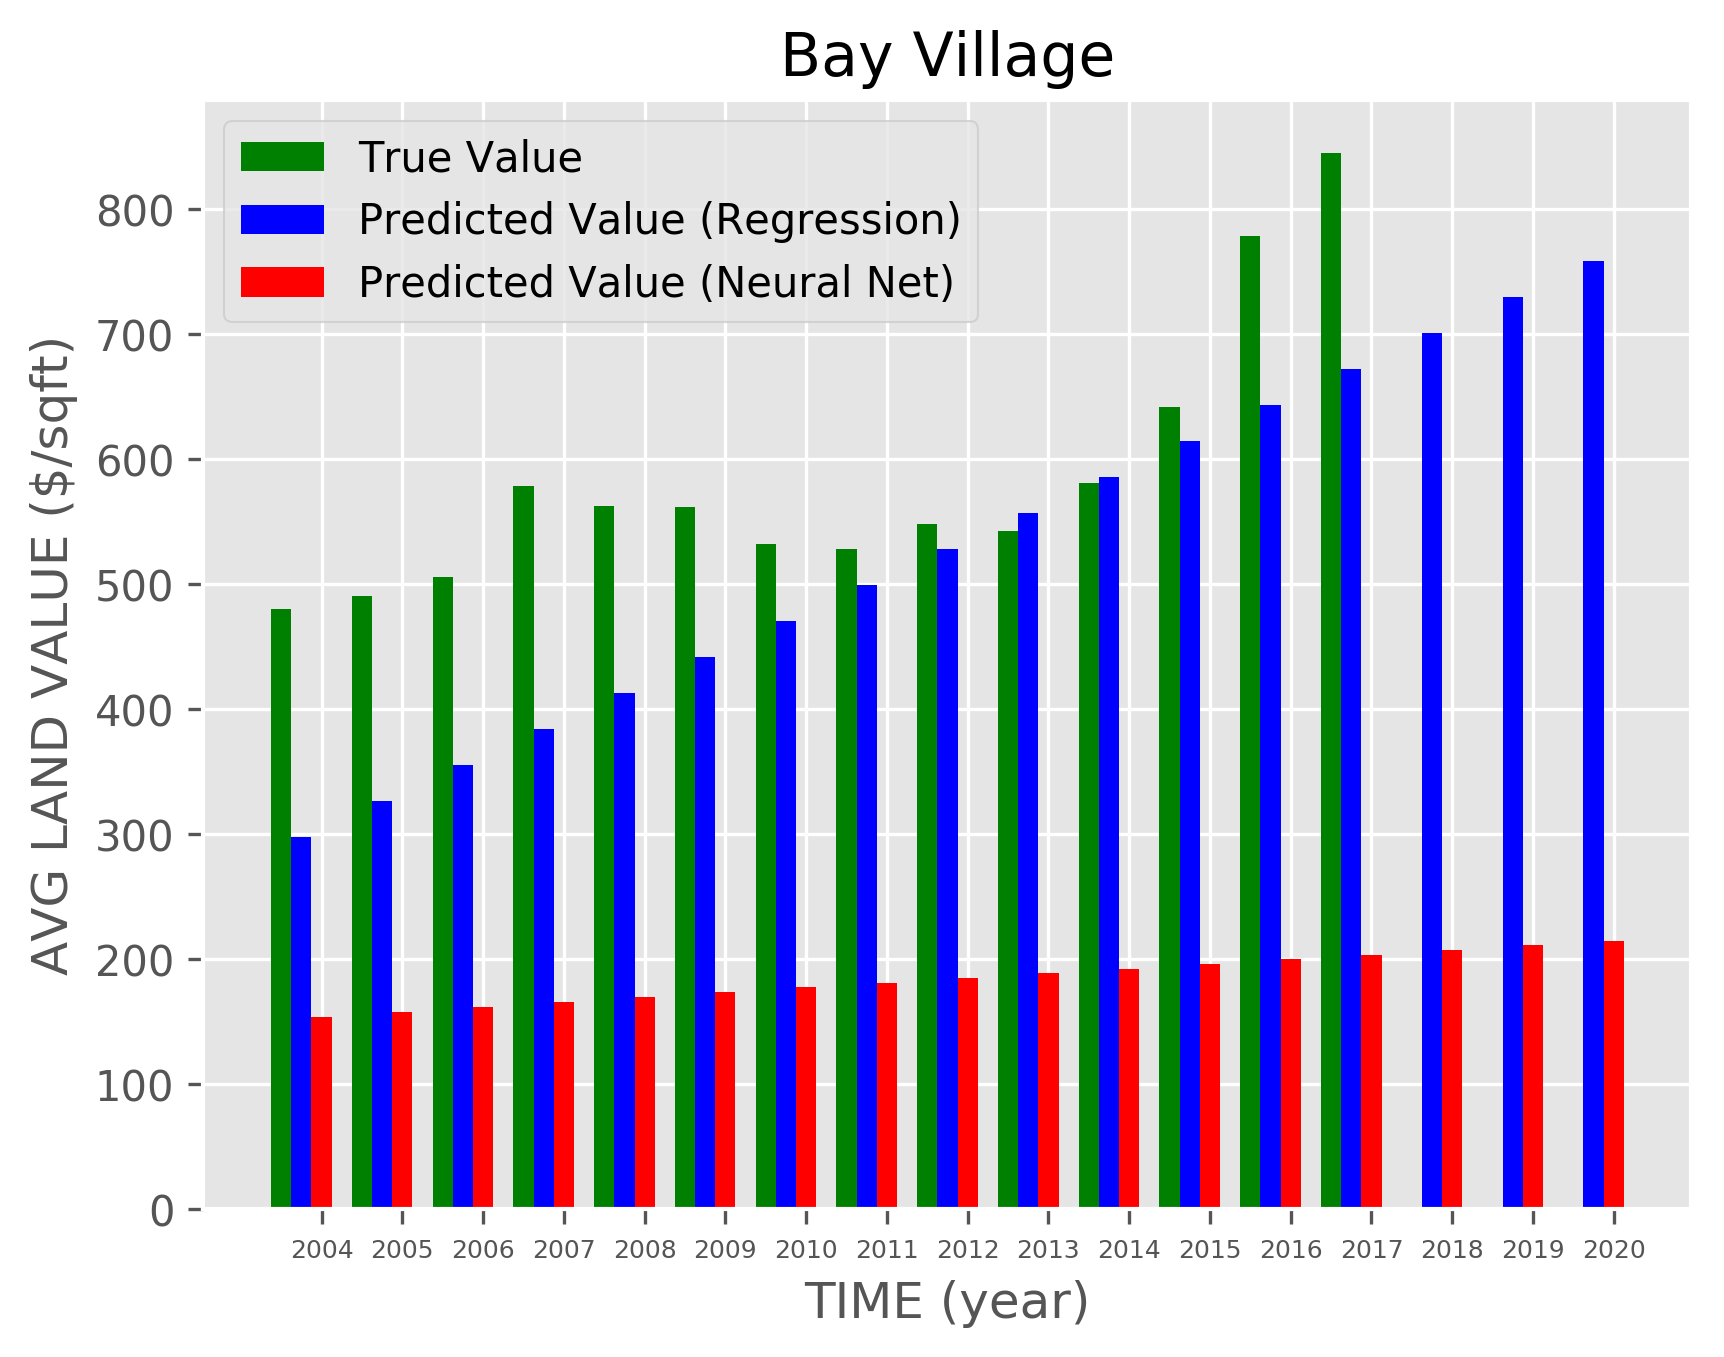 Bay Village
True Value
Predicted Value (Regression)
Predicted Value (Neural Net)
AVG LAND VALUE ($/sqft)
800
700
600
500
400
300
200
100
0
2004 2005 2006 2007 2008 2009 2010 2011 2012 2013 2014 2015 2016 2017 2018 2019 2020
TIME (year)